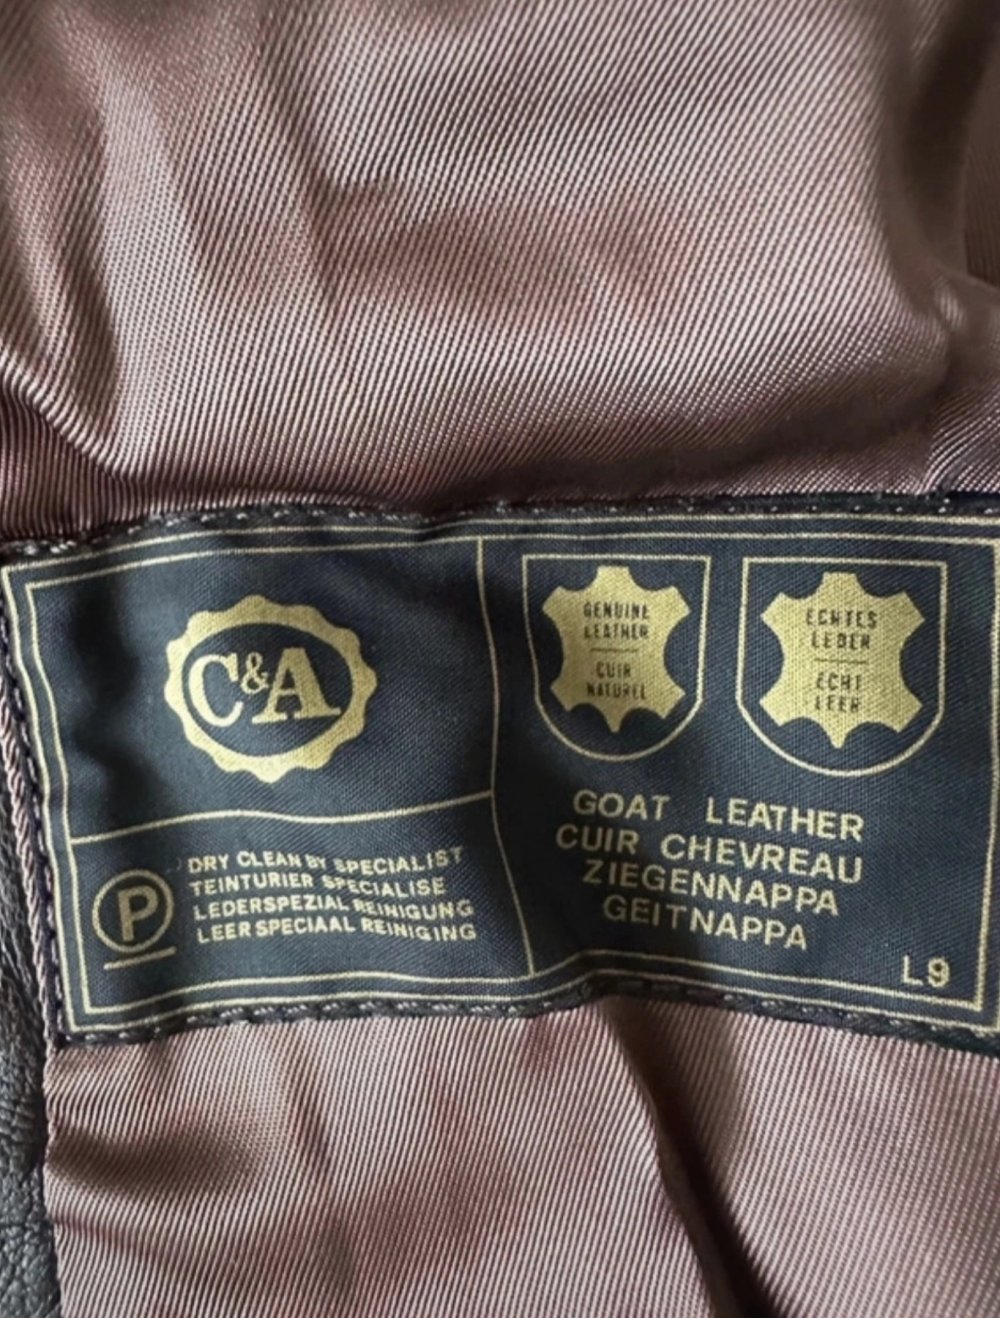 C&A
GENUINE
LEATHER
CUIR
NATUREL
ECHTES
LEDER
ECHT
LEER
GOAT LEATHER
CUIR CHEVREAU
ZIEGENNAPPA
GEITNAPPA
L9
P
DRY CLEAN BY SPECIALIST
TEINTURIER SPECIALISE
LEDERSPEZIAL REINIGUNG
LEER SPECIAAL REINIGING